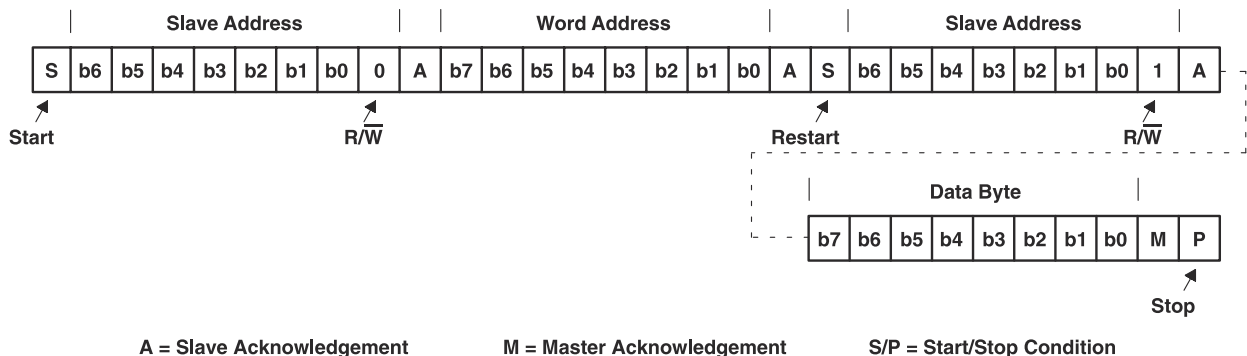 Slave Address Word Address Slave Address
S b6 b5 b4 b3 b2 b1 b0 0 A b7 b6 b5 b4 b3 b2 b1 b0 A S b6 b5 b4 b3 b2 b1 b0 1 A
Start R/W̅ Restart R/W̅
Data Byte
b7 b6 b5 b4 b3 b2 b1 b0 M P
Stop
A = Slave Acknowledgement M = Master Acknowledgement S/P = Start/Stop Condition